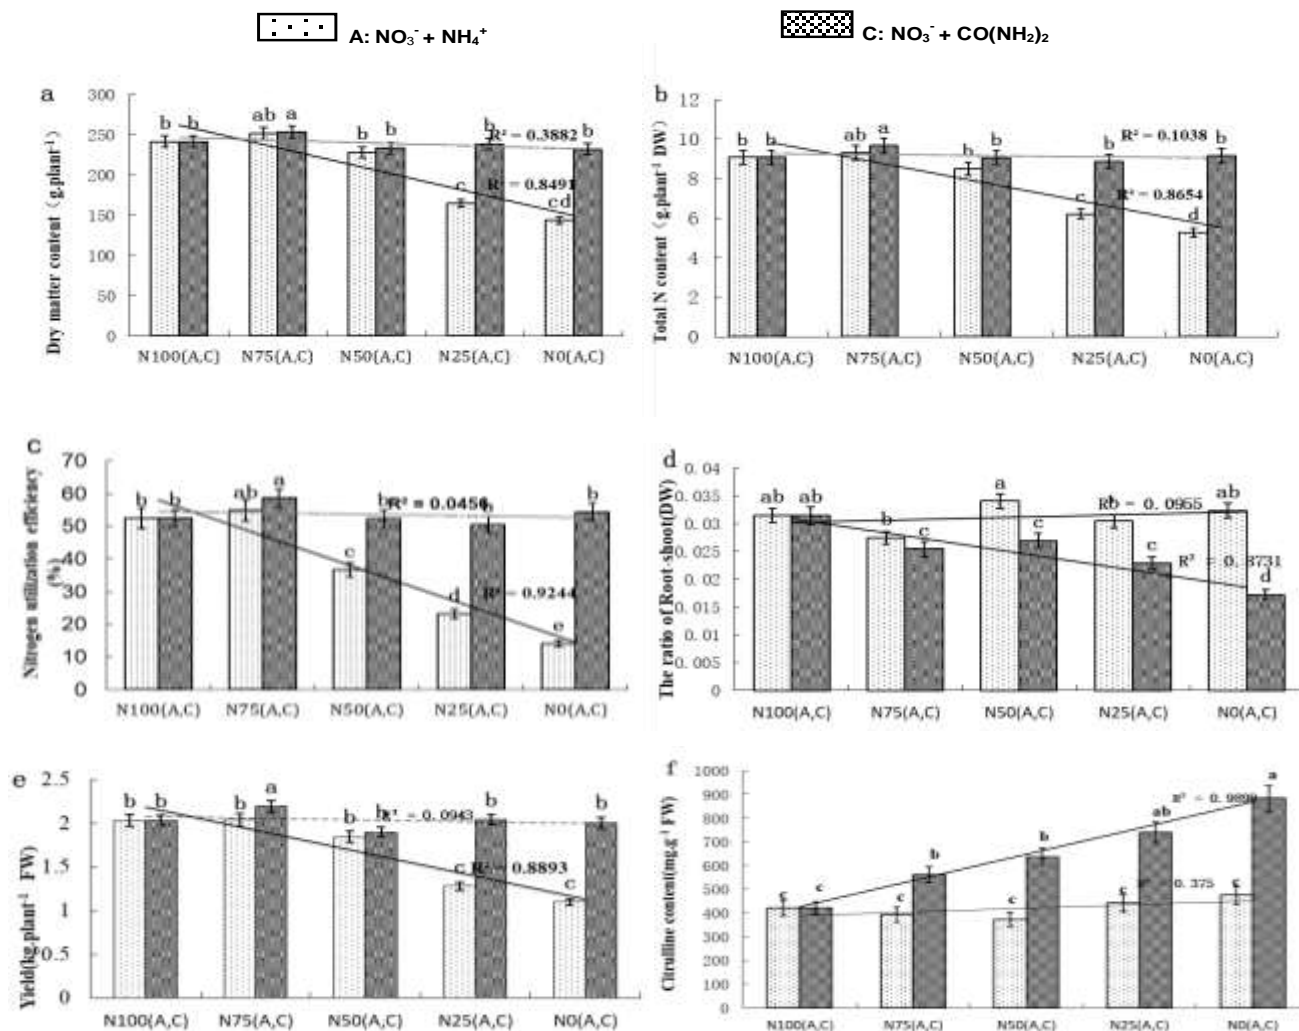 A: NO₃⁻ + NH₄⁺
C: NO₃⁻ + CO(NH₂)₂
a
Dry matter content (g.plant⁻¹)
300
250
200
150
100
50
0
b b ab a b b b b
c cd
R² = 0.3882
R² = 0.8491
N100(A,C) N75(A,C) N50(A,C) N25(A,C) N0(A,C)
b
Total N content (g.plant⁻¹ DW)
12
10
8
6
4
2
0
b b ab a b b b b
c d
R² = 0.1038
R² = 0.8654
N100(A,C) N75(A,C) N50(A,C) N25(A,C) N0(A,C)
c
Nitrogen utilization efficiency
(%)
70
60
50
40
30
20
10
0
b b ab a b b b
c d e
R² = 0.0456
R² = 0.9244
N100(A,C) N75(A,C) N50(A,C) N25(A,C) N0(A,C)
d
The ratio of Root-shoot(DW)
0.04
0.035
0.03
0.025
0.02
0.015
0.01
0.005
0
ab ab b c a c b c ab d
= 0.0955
R² = 0.8731
N100(A,C) N75(A,C) N50(A,C) N25(A,C) N0(A,C)
e
Yield(kg.plant⁻¹ FW)
2.5
2
1.5
1
0.5
0
b b b a b b b b
c c
R² = 0.0943
R² = 0.8893
N100(A,C) N75(A,C) N50(A,C) N25(A,C) N0(A,C)
f
Citrulline content(mg.g⁻¹ FW)
1000
900
800
700
600
500
400
300
200
100
0
c c c b c b c ab c a
R² = 0.9899
= 0.375
N100(A,C) N75(A,C) N50(A,C) N25(A,C) N0(A,C)